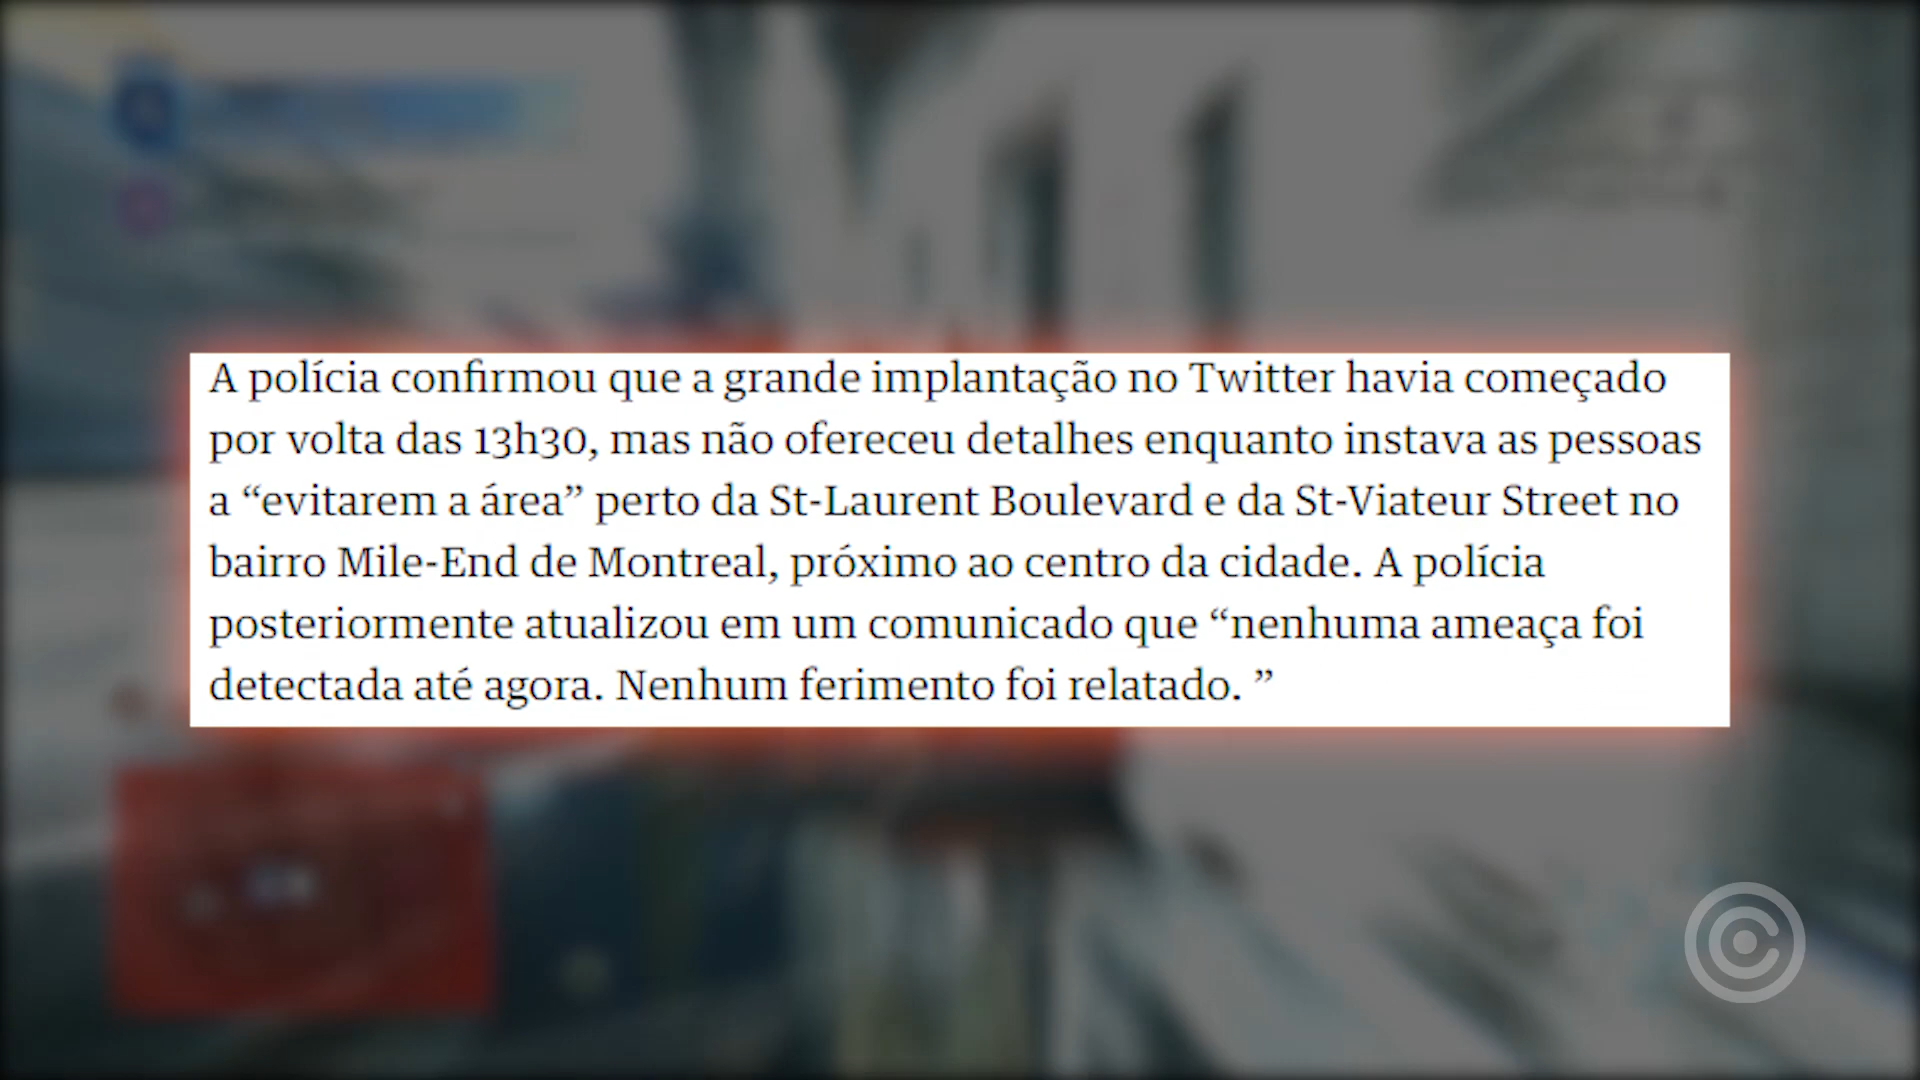 A polícia confirmou que a grande implantação no Twitter havia começado
por volta das 13h30, mas não ofereceu detalhes enquanto instava as pessoas
a “evitarem a área” perto da St-Laurent Boulevard e da St-Viateur Street no
bairro Mile-End de Montreal, próximo ao centro da cidade. A polícia
posteriormente atualizou em um comunicado que “nenhuma ameaça foi
detectada até agora. Nenhum ferimento foi relatado. ”